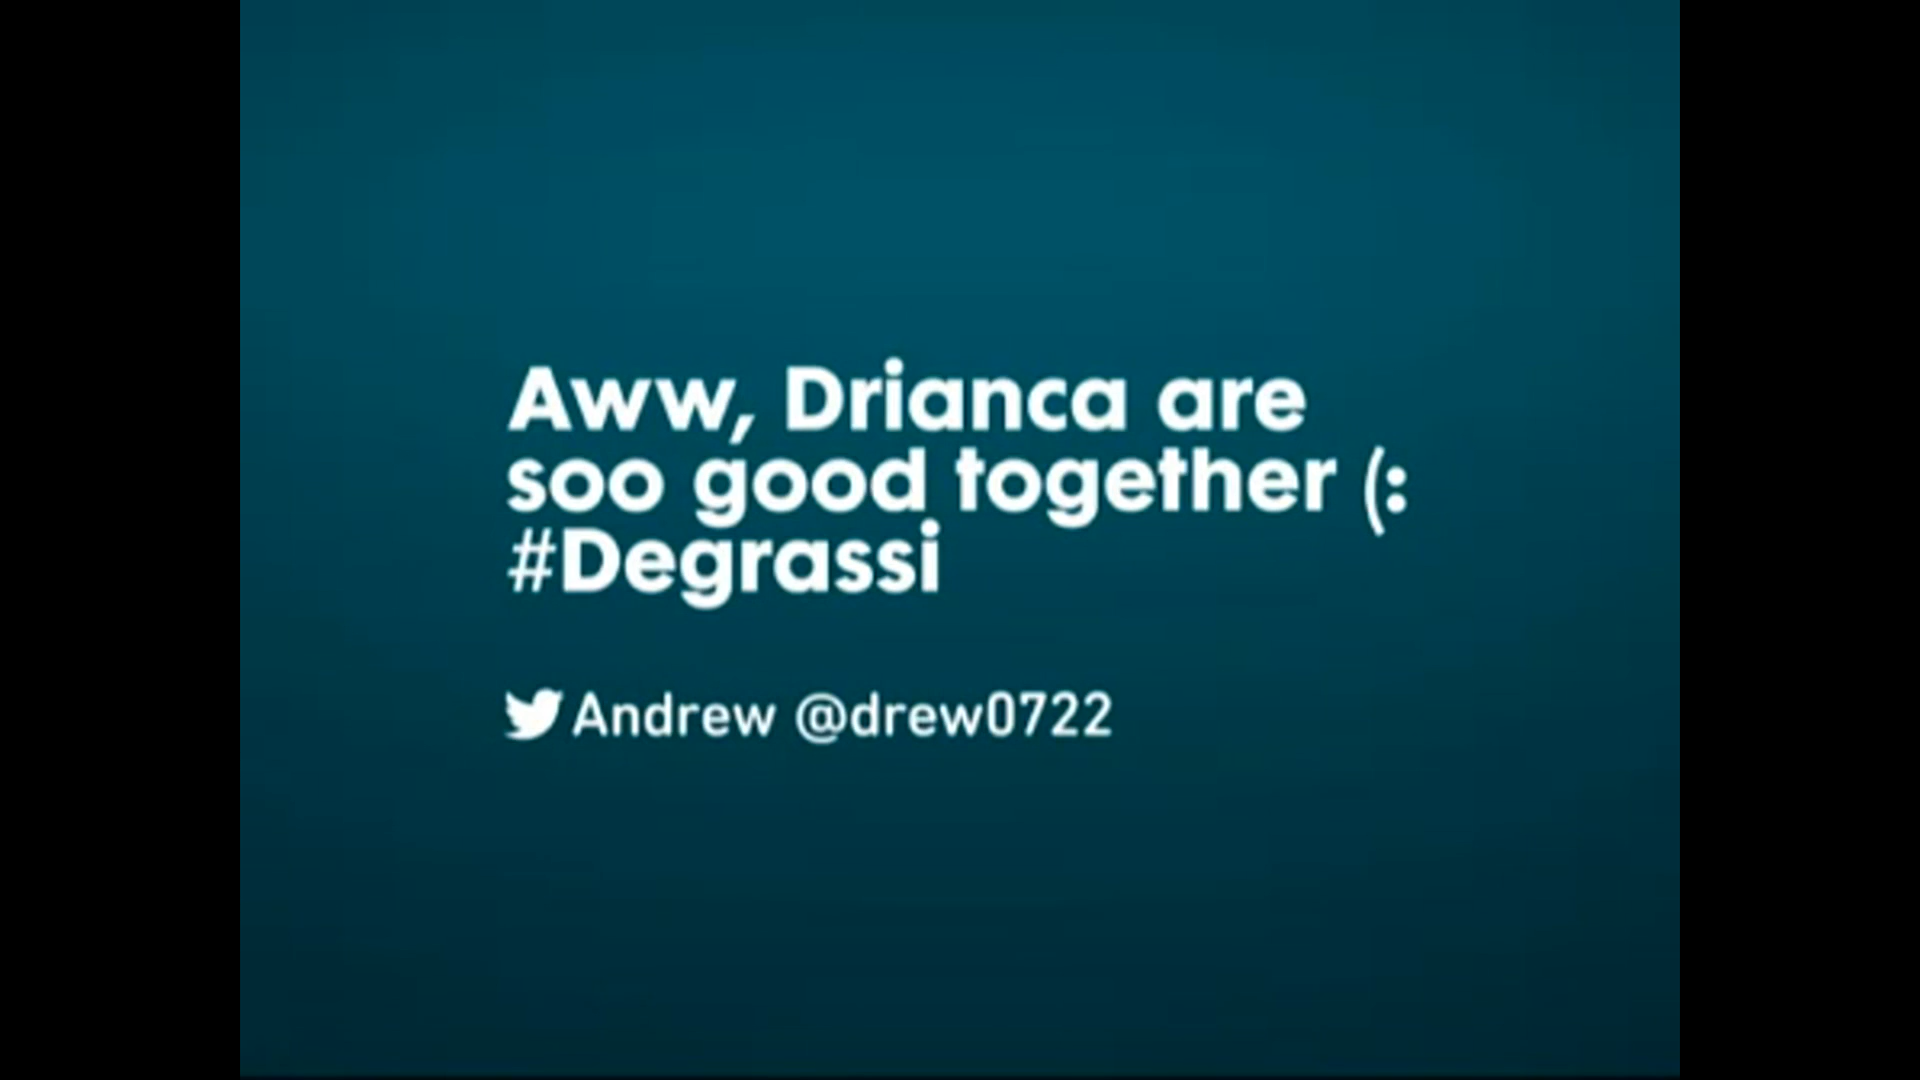 Aww, Drianca are
soo good together (:
#Degrassi
Andrew @drew0722